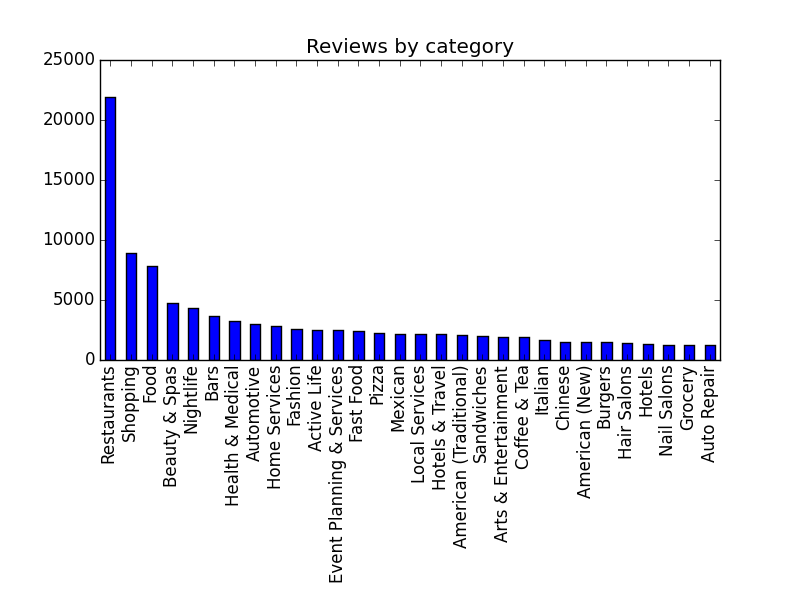 Reviews by category
25000
20000
15000
10000
5000
0
Restaurants
Shopping
Food
Beauty & Spas
Nightlife
Bars
Health & Medical
Automotive
Home Services
Fashion
Active Life
Event Planning & Services
Fast Food
Pizza
Mexican
Local Services
Hotels & Travel
American (Traditional)
Sandwiches
Arts & Entertainment
Coffee & Tea
Italian
Chinese
American (New)
Burgers
Hair Salons
Hotels
Nail Salons
Grocery
Auto Repair